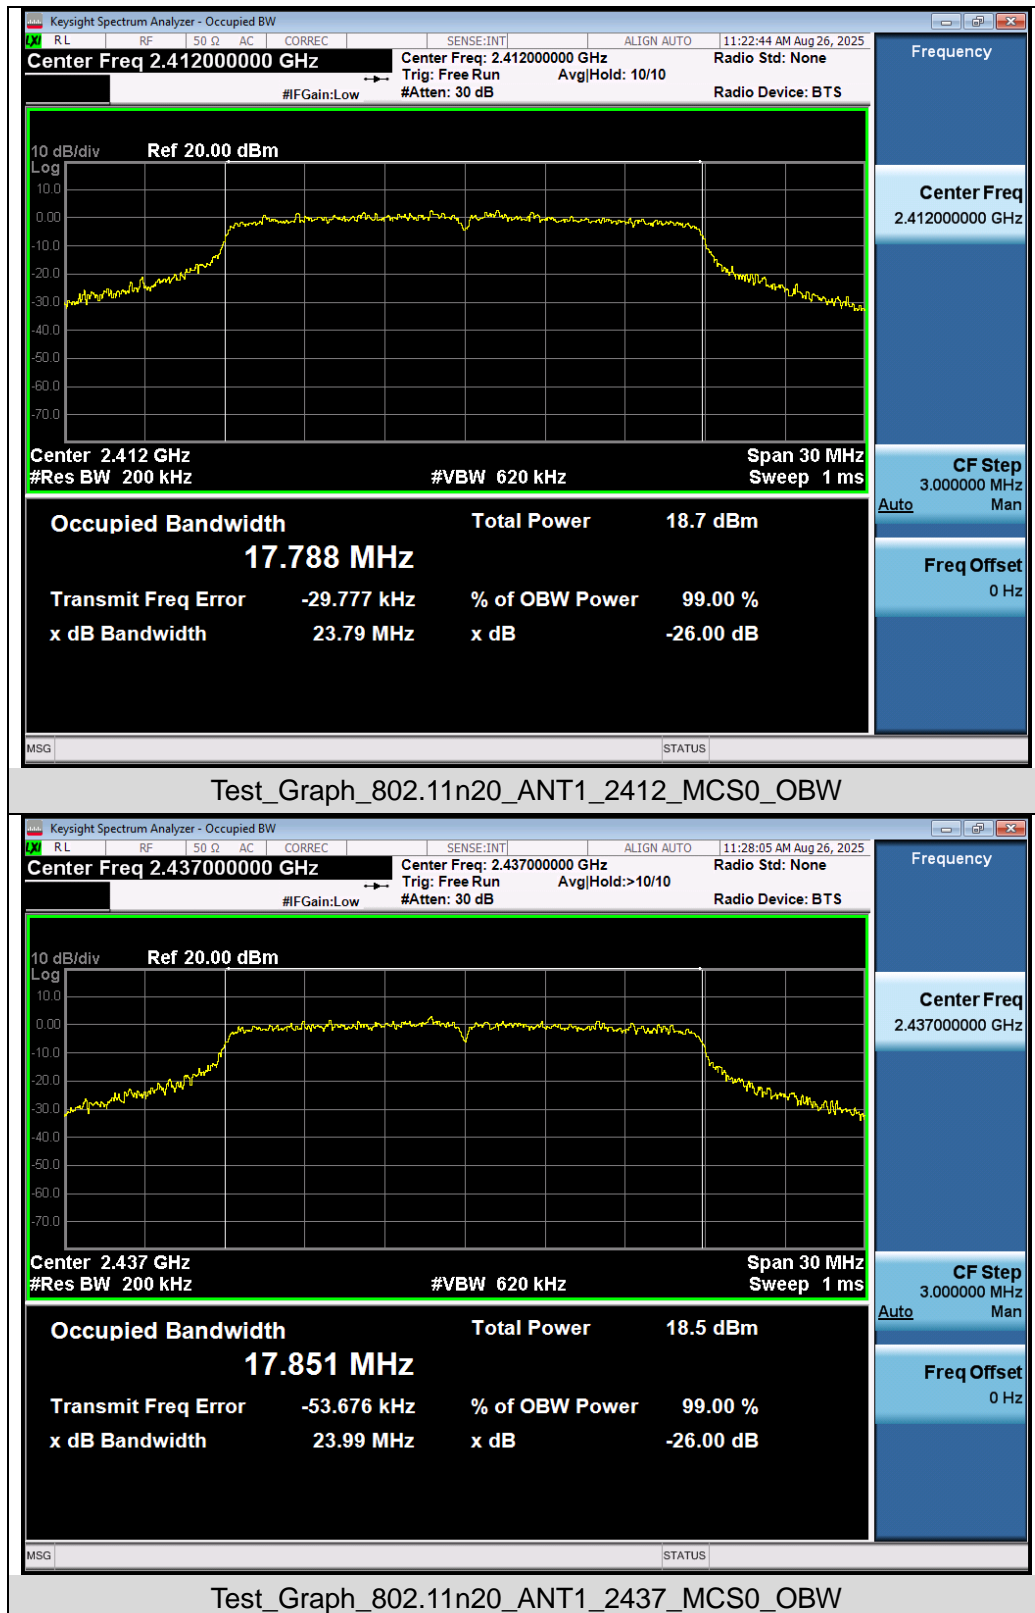 Keysight Spectrum Analyzer - Occupied BW
LXI RL RF 50 Ω AC CORREC SENSE:INT ALIGN AUTO 11:22:44 AM Aug 26, 2025
Center Freq 2.412000000 GHz
Center Freq: 2.412000000 GHz
Radio Std: None
Trig: Free Run Avg|Hold: 10/10
#IFGain:Low
#Atten: 30 dB
Radio Device: BTS
Frequency
10 dB/div Ref 20.00 dBm
Log
10.0
0.00
-10.0
-20.0
-30.0
-40.0
-50.0
-60.0
-70.0
Center 2.412 GHz Span 30 MHz
#Res BW 200 kHz #VBW 620 kHz Sweep 1 ms
Center Freq
2.412000000 GHz
CF Step
3.000000 MHz
Auto Man
Freq Offset
0 Hz
Occupied Bandwidth Total Power 18.7 dBm
17.788 MHz
Transmit Freq Error -29.777 kHz % of OBW Power 99.00 %
x dB Bandwidth 23.79 MHz x dB -26.00 dB
MSG STATUS
Test_Graph_802.11n20_ANT1_2412_MCS0_OBW
Keysight Spectrum Analyzer - Occupied BW
LXI RL RF 50 Ω AC CORREC SENSE:INT ALIGN AUTO 11:28:05 AM Aug 26, 2025
Center Freq 2.437000000 GHz
Center Freq: 2.437000000 GHz
Radio Std: None
Trig: Free Run Avg|Hold:>10/10
#IFGain:Low
#Atten: 30 dB
Radio Device: BTS
Frequency
10 dB/div Ref 20.00 dBm
Log
10.0
0.00
-10.0
-20.0
-30.0
-40.0
-50.0
-60.0
-70.0
Center 2.437 GHz Span 30 MHz
#Res BW 200 kHz #VBW 620 kHz Sweep 1 ms
Center Freq
2.437000000 GHz
CF Step
3.000000 MHz
Auto Man
Freq Offset
0 Hz
Occupied Bandwidth Total Power 18.5 dBm
17.851 MHz
Transmit Freq Error -53.676 kHz % of OBW Power 99.00 %
x dB Bandwidth 23.99 MHz x dB -26.00 dB
MSG STATUS
Test_Graph_802.11n20_ANT1_2437_MCS0_OBW